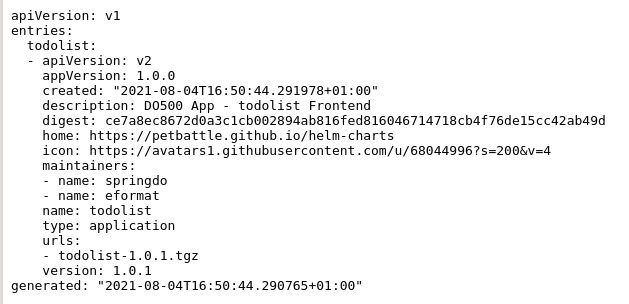 apiVersion: v1
entries:
  todolist:
  - apiVersion: v2
    appVersion: 1.0.0
    created: "2021-08-04T16:50:44.291978+01:00"
    description: DO500 App - todolist Frontend
    digest: ce7a8ec8672d0a3c1cb002894ab816fed816046714718cb4f76de15cc42ab49d
    home: https://petbattle.github.io/helm-charts
    icon: https://avatars1.githubusercontent.com/u/68044996?s=200&v=4
    maintainers:
    - name: springdo
    - name: eformat
    name: todolist
    type: application
    urls:
    - todolist-1.0.1.tgz
    version: 1.0.1
generated: "2021-08-04T16:50:44.290765+01:00"